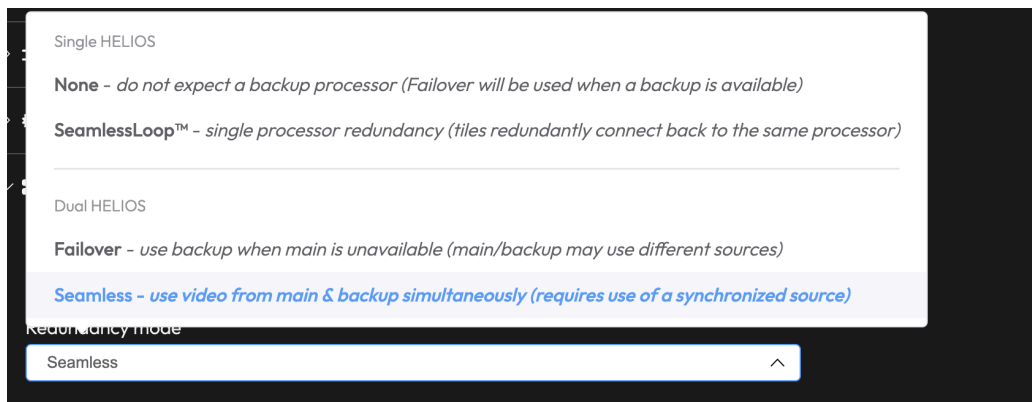 Single HELIOS
None - do not expect a backup processor (Failover will be used when a backup is available)
SeamlessLoop™ - single processor redundancy (tiles redundantly connect back to the same processor)
Dual HELIOS
Failover - use backup when main is unavailable (main/backup may use different sources)
Seamless - use video from main & backup simultaneously (requires use of a synchronized source)
Redundancy mode
Seamless